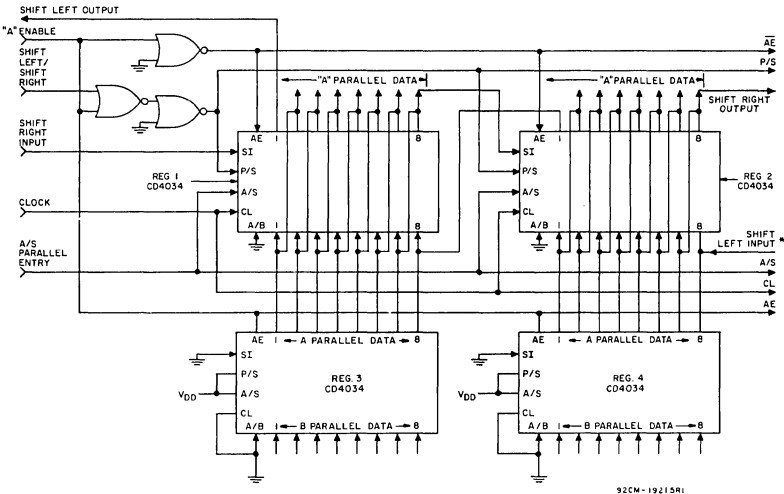 SHIFT LEFT OUTPUT
"A" ENABLE
AE
SHIFT
LEFT/
SHIFT
RIGHT
P/S
"A" PARALLEL DATA
"A" PARALLEL DATA
SHIFT RIGHT
OUTPUT
SHIFT
RIGHT
INPUT
AE 1 8
AE 1 8
SI
SI
REG 1
CD4034
P/S
P/S
REG 2
CD4034
A/S
A/S
CLOCK
CL
CL
A/B 1 8
A/B 1 8
A/S
PARALLEL
ENTRY
SHIFT
LEFT INPUT *
A/S
CL
AE
AE 1 A PARALLEL DATA 8
AE 1 A PARALLEL DATA 8
SI
SI
P/S
REG. 3
CD4034
P/S
REG. 4
CD4034
VDD
A/S
VDD
A/S
CL
CL
A/B 1 B PARALLEL DATA 8
A/B 1 B PARALLEL DATA 8
92CM-19215R1